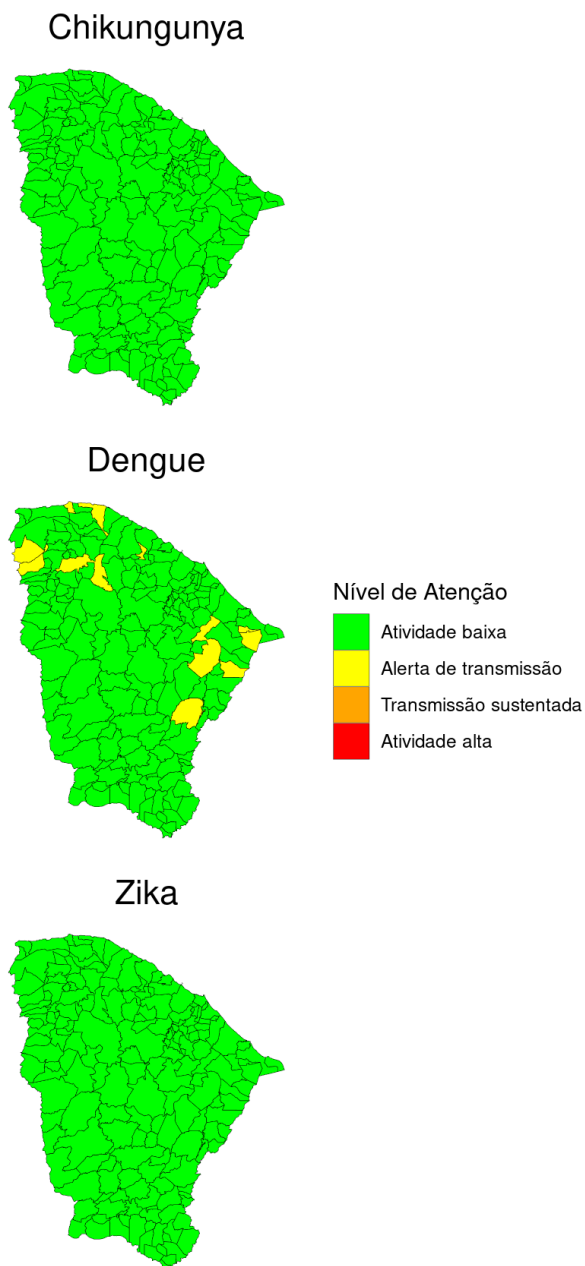 Chikungunya
Dengue
Nível de Atenção
Atividade baixa
Alerta de transmissão
Transmissão sustentada
Atividade alta
Zika